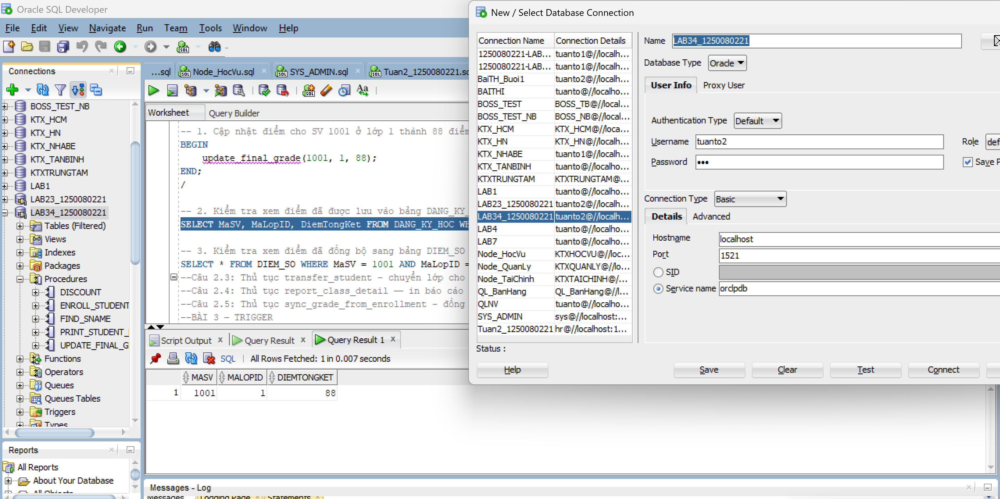 Oracle SQL Developer
File Edit View Navigate Run Team Tools Window Help
Connections
BOSS_TEST_NB
KTX_HCM
KTX_HN
KTX_NHABE
KTX_TANBINH
KTXTRUNGTAM
LAB1
LAB23_1250080221
LAB34_1250080221
Tables (Filtered)
Views
Indexes
Packages
Procedures
DISCOUNT
ENROLL_STUDENT
FIND_SNAME
PRINT_STUDENT_
UPDATE_FINAL_G
Functions
Operators
Queues
Queues Tables
Triggers
Types
Reports
All Reports
About Your Database
All Objects
...sql Node_HocVu.sql SYS_ADMIN.sql Tuan2_1250080221.sq
Worksheet Query Builder
-- 1. Cập nhật điểm cho SV 1001 ở lớp 1 thành 88 điểm
BEGIN
update_final_grade(1001, 1, 88);
END;
/
-- 2. Kiểm tra xem điểm đã được lưu vào bảng DANG_KY_
SELECT MaSV, MaLopID, DiemTongKet FROM DANG_KY_HOC WH
-- 3. Kiểm tra xem điểm đã đồng bộ sang bảng DIEM_SO
SELECT * FROM DIEM_SO WHERE MaSV = 1001 AND MaLopID =
--Câu 2.3: Thủ tục transfer_student - chuyển lớp cho
--Câu 2.4: Thủ tục report_class_detail — in báo cáo
--Câu 2.5: Thủ tục sync_grade_from_enrollment - đồng
--BÀI 3 - TRIGGER
Script Output x Query Result x Query Result 1 x
SQL | All Rows Fetched: 1 in 0.007 seconds
MASV MALOPID DIEMTONGKET
1 1001 1 88
Messages - Log
Messages Logging Page Statements
New / Select Database Connection
Connection Name Connection Details
1250080221-LAB... tuanto1@//localh...
1250080221-LAB... tuanto1@//localh...
BaiTH_Buoi1 tuanto2@//localh...
BAITHI tuanto@//localho...
BOSS_TEST BOSS_TB@//local...
BOSS_TEST_NB BOSS_NB@//local...
KTX_HCM KTX_HCM@//loca...
KTX_HN KTX_HN@//localh...
KTX_NHABE tuanto1@//localh...
KTX_TANBINH tuanto@//localho...
KTXTRUNGTAM KTXTRUNGTAM@...
LAB1 tuanto@//localho...
LAB23_1250080221 tuanto2@//localh...
LAB34_1250080221 tuanto2@//localh...
LAB4 tuanto@//localho...
LAB7 tuanto@//localho...
Node_HocVu KTXHOCVU@//loc...
Node_QuanLy KTXQUANLY@//lo...
Node_TaiChinh KTXTAICHINH@/...
QL_BanHang QL_BanHang@//l...
QLNV tuanto@//localho...
SYS_ADMIN sys@//localhost:...
Tuan2_1250080221 hr@//localhost:1...
Name LAB34_1250080221
Database Type Oracle
User Info Proxy User
Authentication Type Default
Username tuanto2 Role def
Password ••• Save P
Connection Type Basic
Details Advanced
Hostname localhost
Port 1521
SID
Service name orclpdb
Status :
Help Save Clear Test Connect